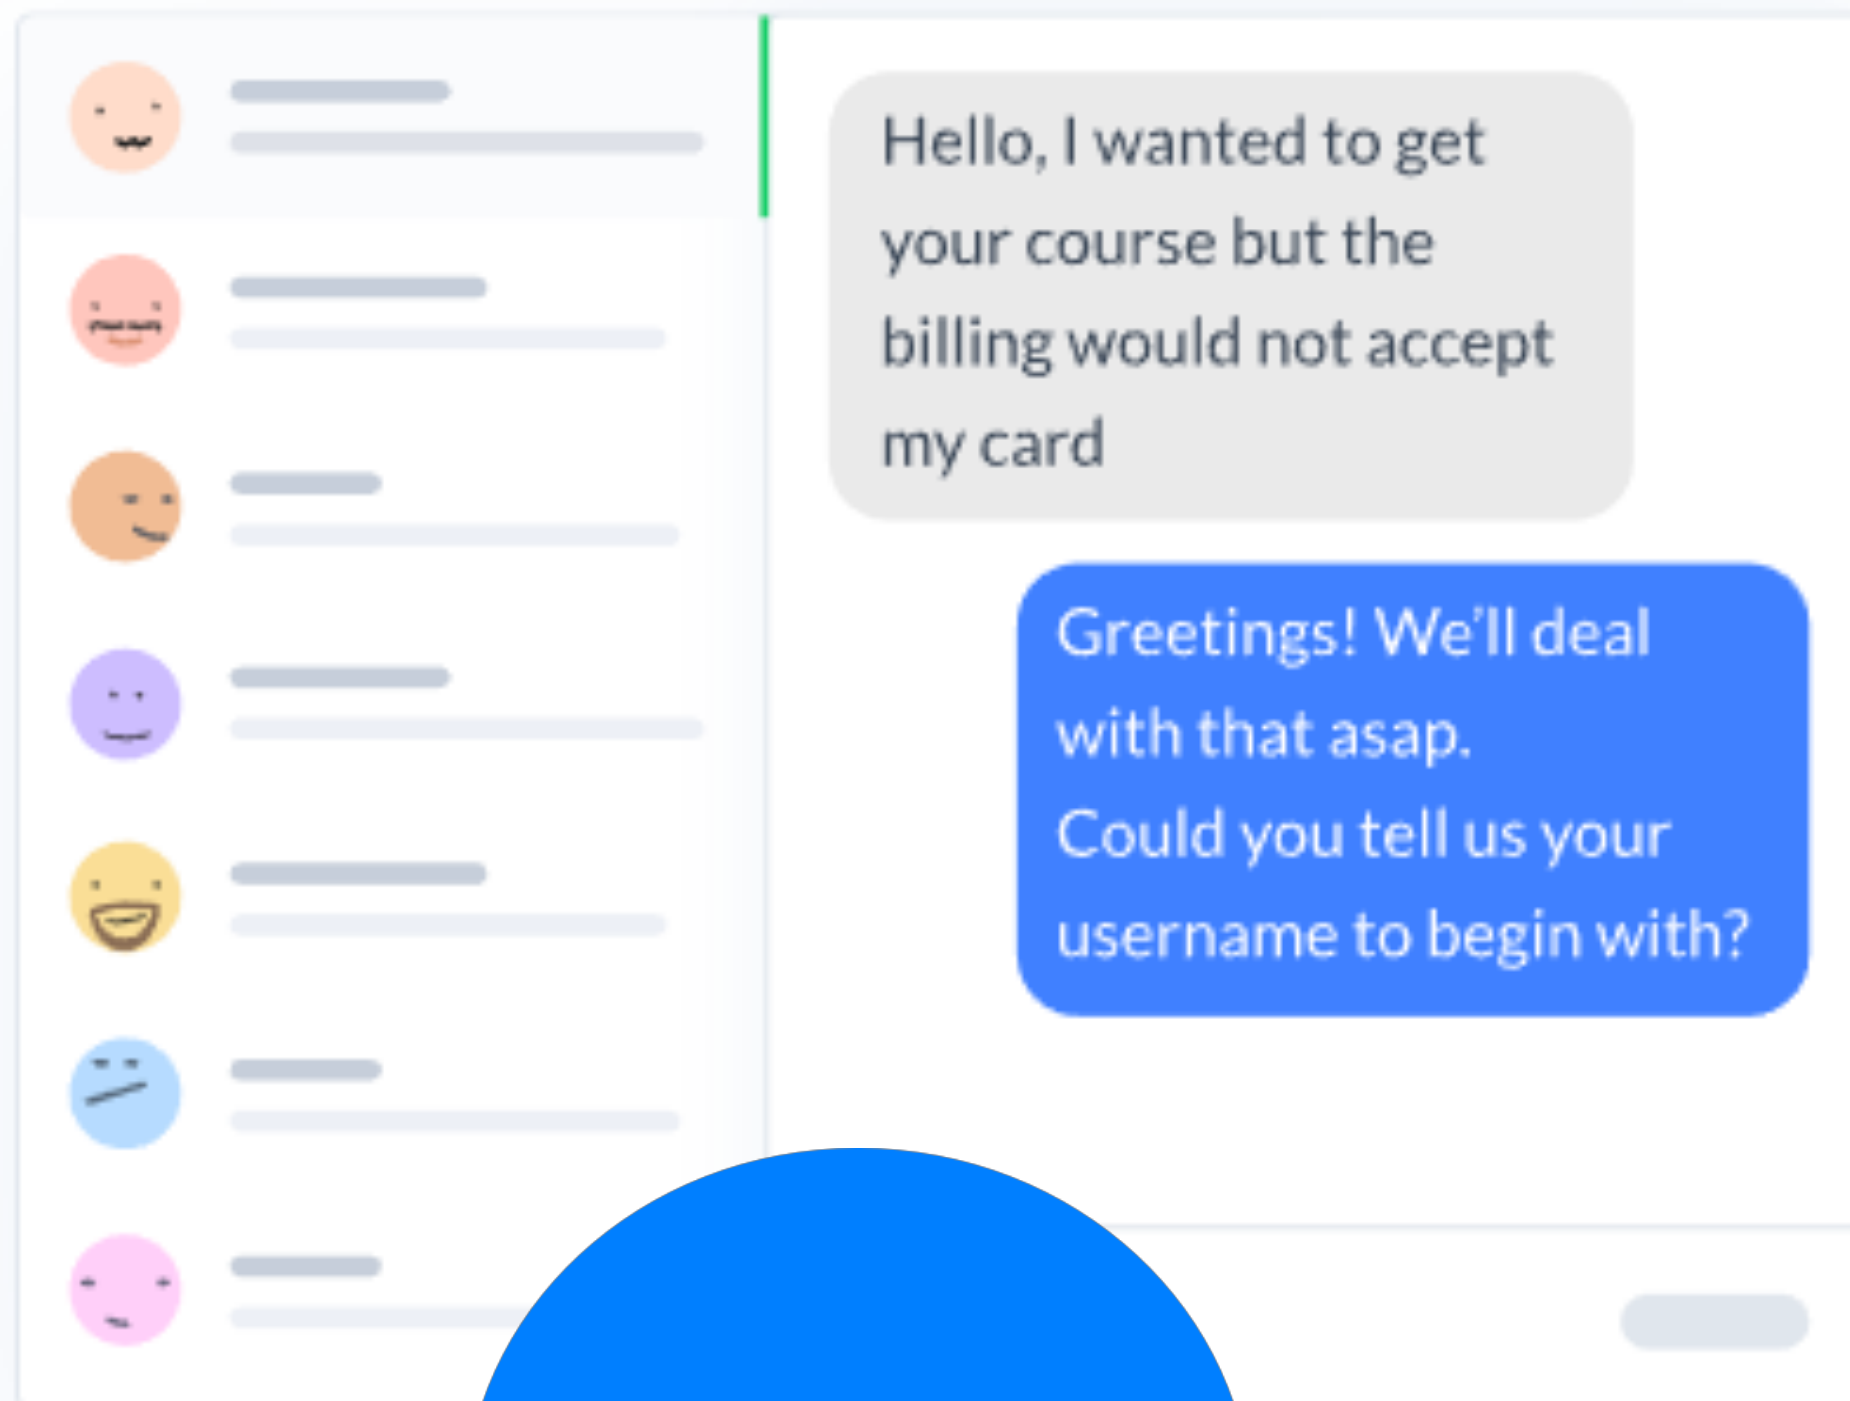 Hello, I wanted to get
your course but the
billing would not accept
my card
Greetings! We'll deal
with that asap.
Could you tell us your
username to begin with?